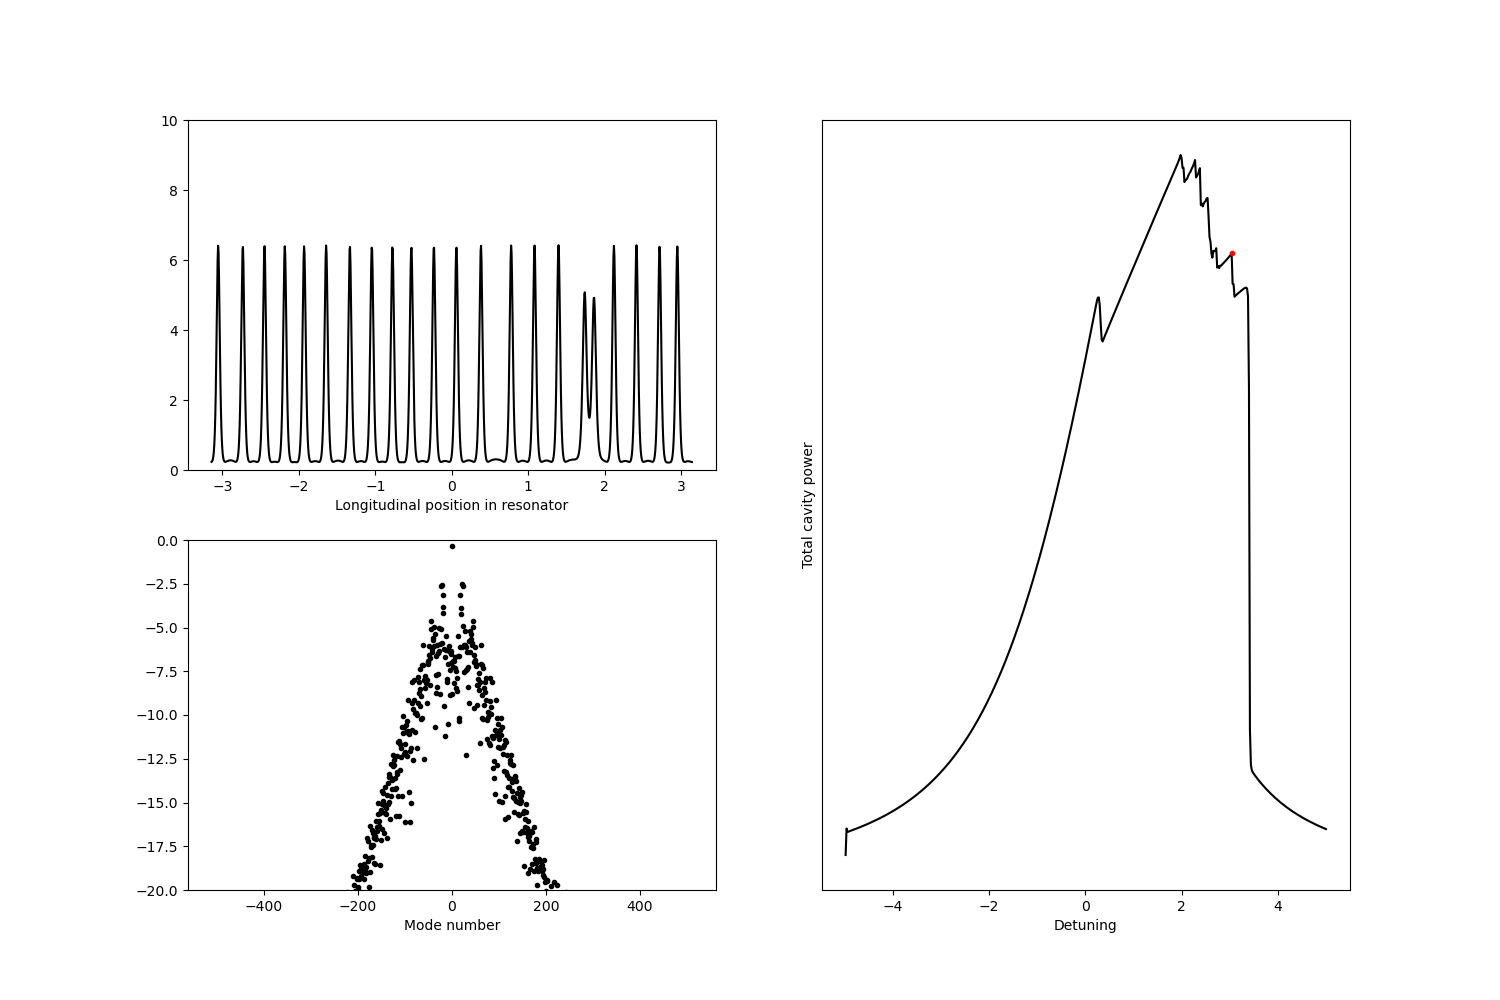 10
8
6
4
2
0
−3 −2 −1 0 1 2 3
Longitudinal position in resonator
0.0
−2.5
−5.0
−7.5
−10.0
−12.5
−15.0
−17.5
−20.0
−400 −200 0 200 400
Mode number
Total cavity power
−4 −2 0 2 4
Detuning